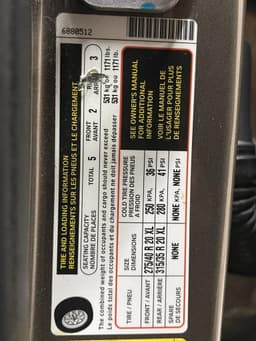 6880512
TIRE AND LOADING INFORMATION
RENSEIGNEMENTS SUR LES PNEUS ET LE CHARGEMENT
SEATING CAPACITY
NOMBRE DE PLACES
TOTAL 5
FRONT
AVANT 2
3
The combined weight of occupants and cargo should never exceed 531 kg or 1171 lbs.
Le poids total des occupants et du chargement ne doit jamais dépasser 531 kg ou 1171 lb.
TIRE / PNEU
SIZE
DIMENSIONS
COLD TIRE PRESSURE
PRESSION DES PNEUS
A FROID
FRONT / AVANT 275/40 R 20 XL 250 KPA, 36 PSI
REAR / ARRIÈRE 315/35 R 20 XL 280 KPA, 41 PSI
SPARE
DE SECOURS
NONE
NONE KPA, NONE PSI
SEE OWNER'S MANUAL
FOR ADDITIONAL
INFORMATION
VOIR LE MANUEL DE
L'USAGER POUR PLUS
DE RENSEIGNEMENTS